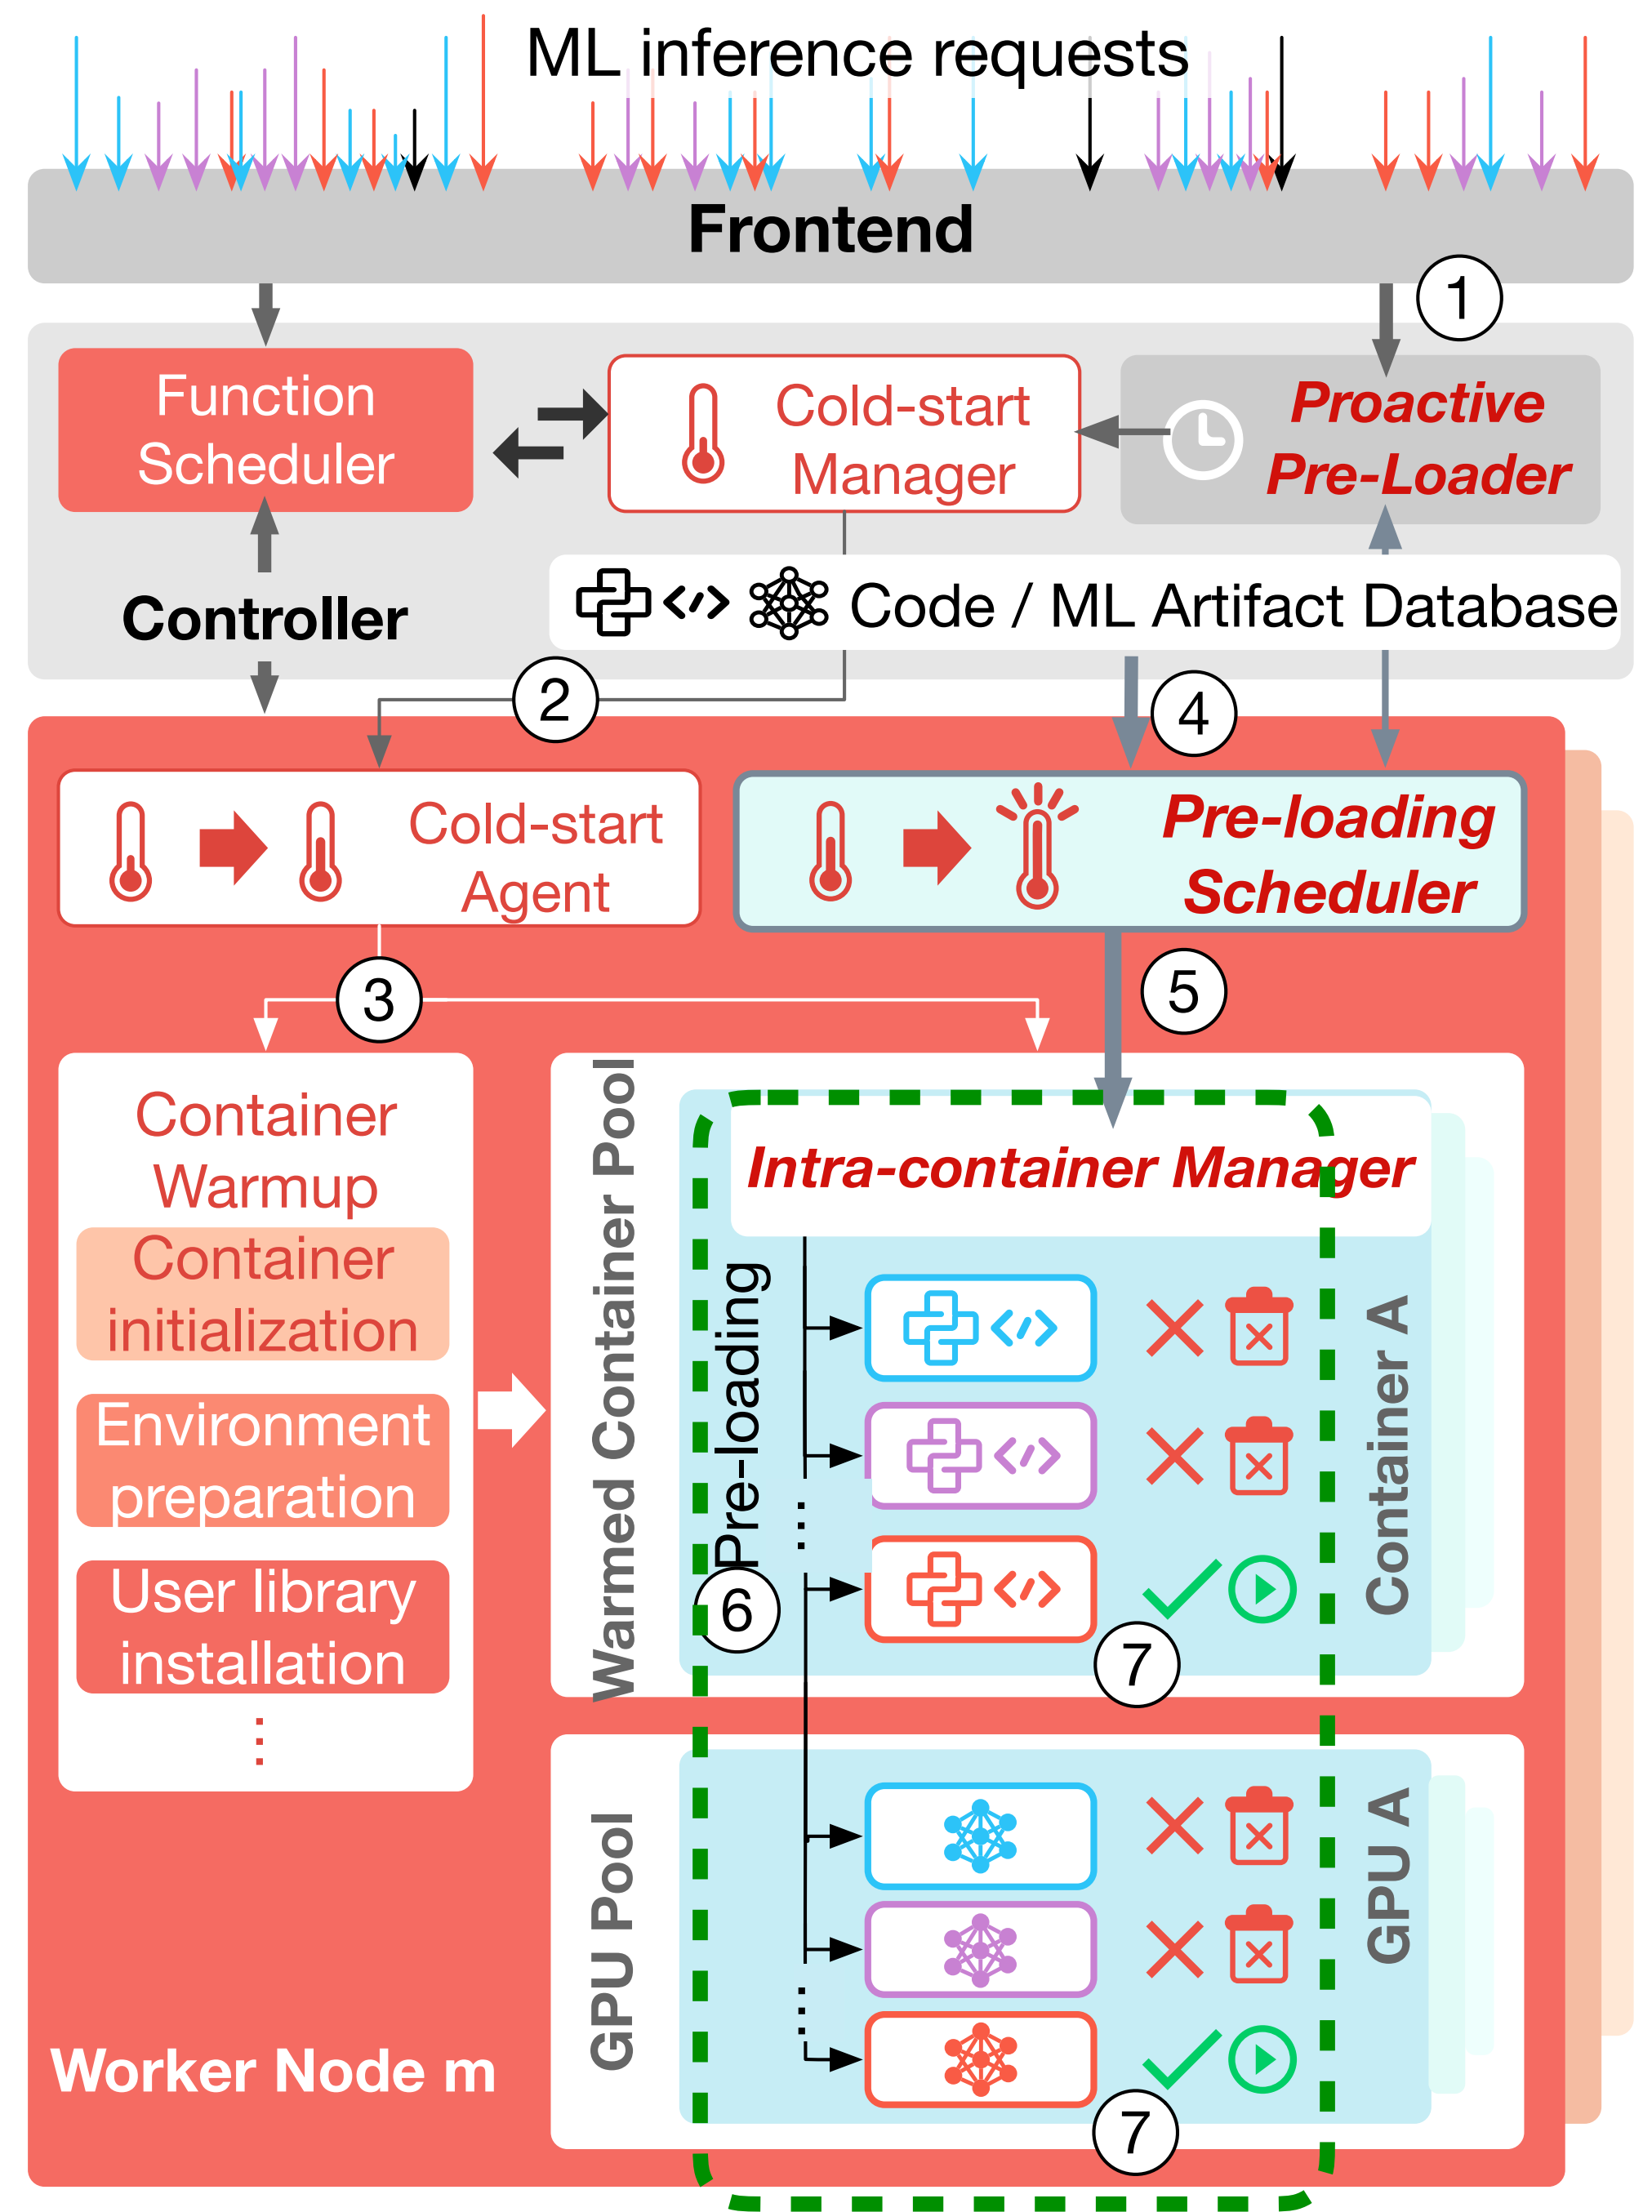 ML inference requests
Frontend
1
Function
Scheduler
Cold-start
Manager
Proactive
Pre-Loader
Controller
Code / ML Artifact Database
2
4
Cold-start
Agent
Pre-loading
Scheduler
3
5
Container
Warmup
Container
initialization
Environment
preparation
User library
installation
Warmed Container Pool
Intra-container Manager
Pre-loading
6
Container A
7
GPU Pool
GPU A
7
Worker Node m